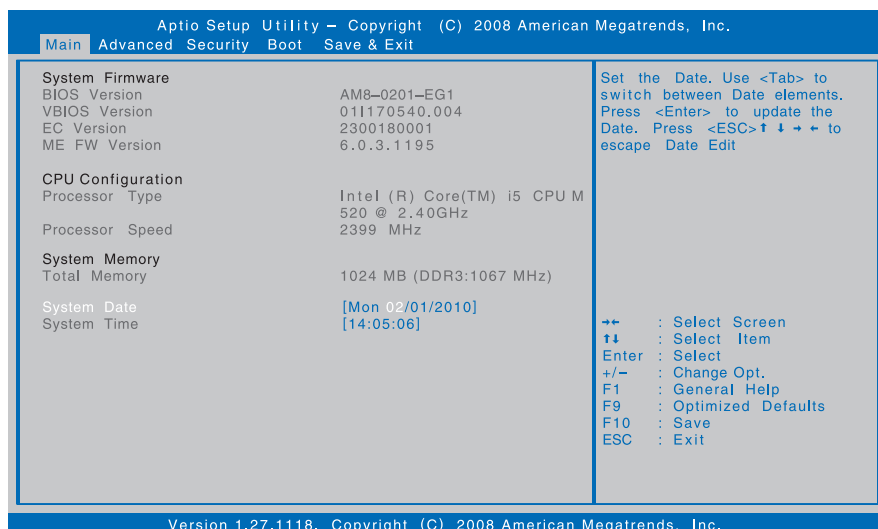 Aptio Setup Utility – Copyright (C) 2008 American Megatrends, Inc.
Main Advanced Security Boot Save & Exit
System Firmware
BIOS Version AM8–0201–EG1
VBIOS Version 01I170540.004
EC Version 2300180001
ME FW Version 6.0.3.1195
CPU Configuration
Processor Type Intel (R) Core(TM) i5 CPU M
520 @ 2.40GHz
Processor Speed 2399 MHz
System Memory
Total Memory 1024 MB (DDR3:1067 MHz)
System Date [Mon 02/01/2010]
System Time [14:05:06]
Set the Date. Use <Tab> to
switch between Date elements.
Press <Enter> to update the
Date. Press <ESC>↑ ↓ → ← to
escape Date Edit
→← : Select Screen
↑↓ : Select Item
Enter : Select
+/– : Change Opt.
F1 : General Help
F9 : Optimized Defaults
F10 : Save
ESC : Exit
Version 1.27.1118. Copyright (C) 2008 American Megatrends, Inc.